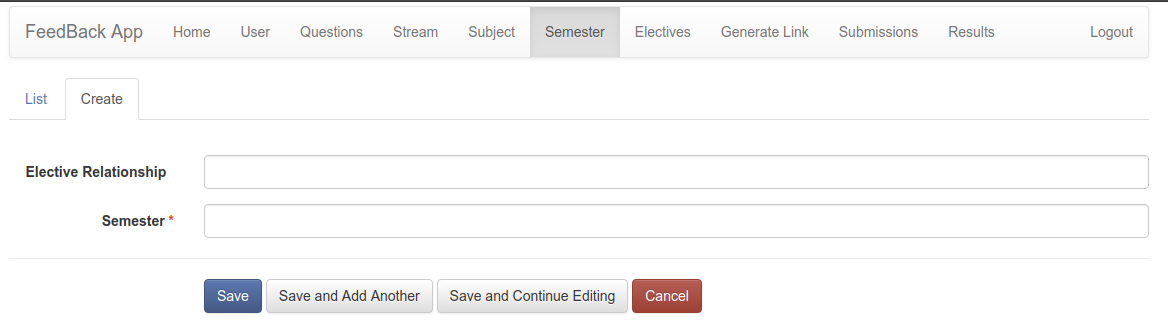 FeedBack App Home User Questions Stream Subject Semester Electives Generate Link Submissions Results Logout
List Create
Elective Relationship
Semester *
Save Save and Add Another Save and Continue Editing Cancel